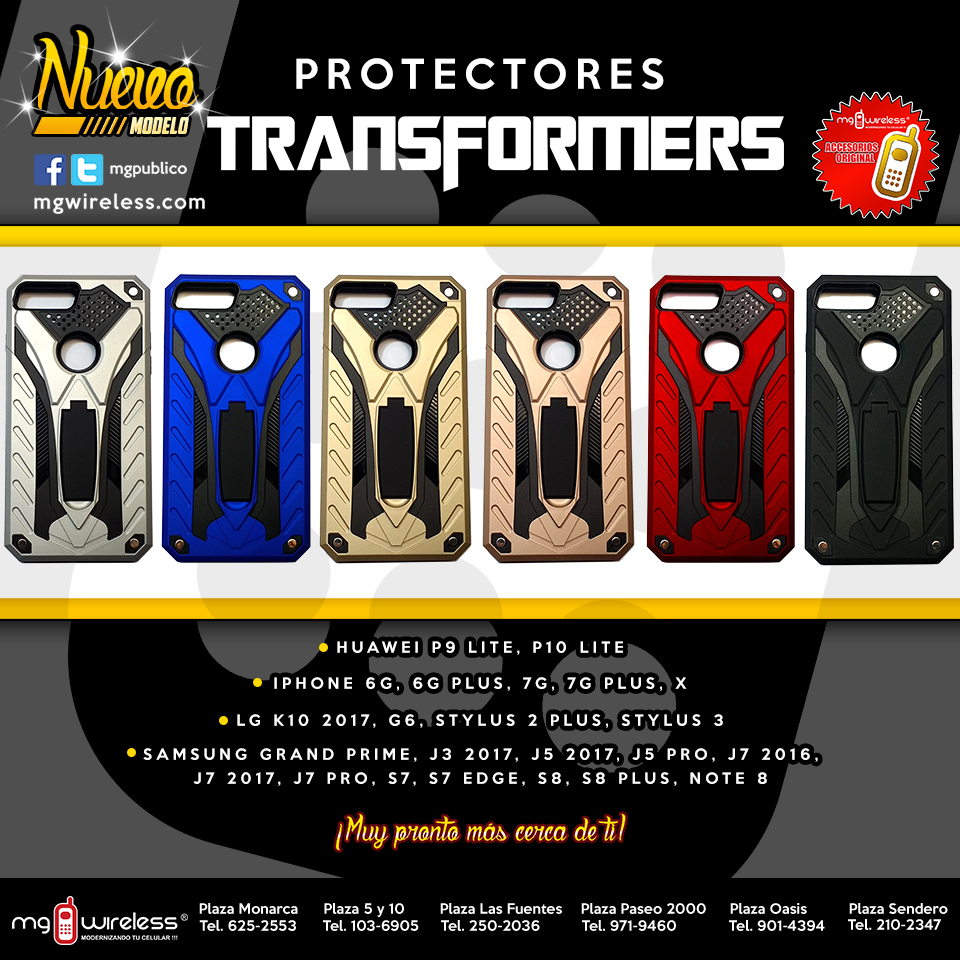 Nuevo
MODELO
PROTECTORES
TRANSFORMERS
mg wireless®
MODERNIZANDO TU CELULAR !!!
ACCESORIOS
ORIGINAL
mgpublico
mgwireless.com
HUAWEI P9 LITE, P10 LITE
IPHONE 6G, 6G PLUS, 7G, 7G PLUS, X
LG K10 2017, G6, STYLUS 2 PLUS, STYLUS 3
SAMSUNG GRAND PRIME, J3 2017, J5 2017, J5 PRO, J7 2016,
J7 2017, J7 PRO, S7, S7 EDGE, S8, S8 PLUS, NOTE 8
¡Muy pronto más cerca de ti!
mg wireless®
MODERNIZANDO TU CELULAR !!!
Plaza Monarca
Tel. 625-2553
Plaza 5 y 10
Tel. 103-6905
Plaza Las Fuentes
Tel. 250-2036
Plaza Paseo 2000
Tel. 971-9460
Plaza Oasis
Tel. 901-4394
Plaza Sendero
Tel. 210-2347